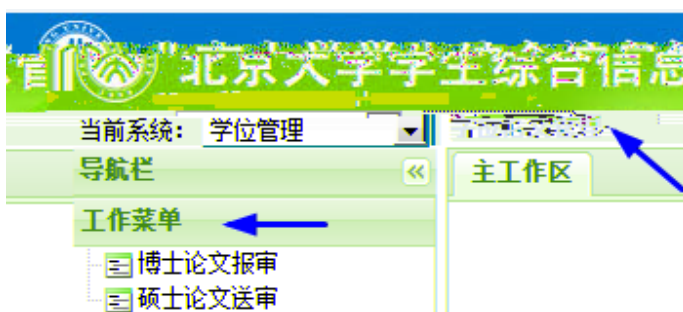 北京大学学生综合信息
当前系统： 学位管理
导航栏 主工作区
工作菜单
博士论文报审
硕士论文送审